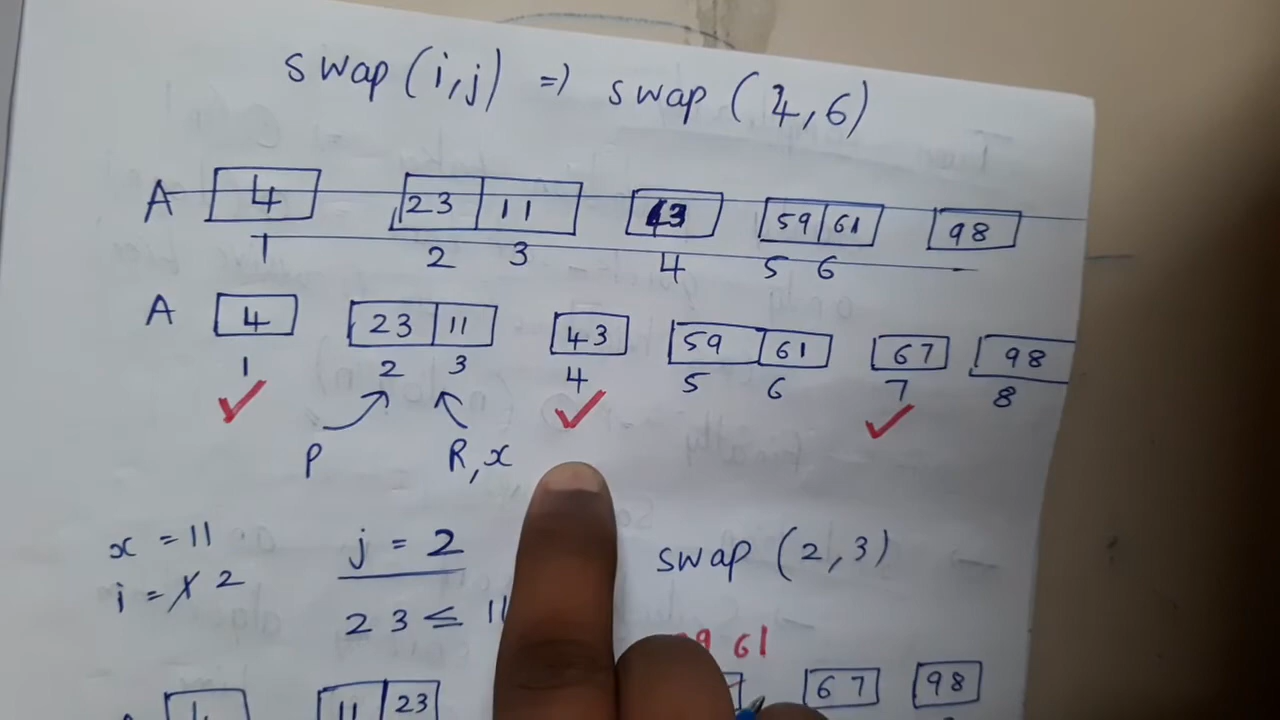 swap (i,j) => swap (4,6)
A 4 23 11 43 59 61 98
1 2 3 4 5 6
A 4 23 11 43 59 61 67 98
1 2 3 4 5 6 7 8
P R,x
x = 11 j = 2 swap (2,3)
i = 2
23 ≤ 11
61
11 23 67 98